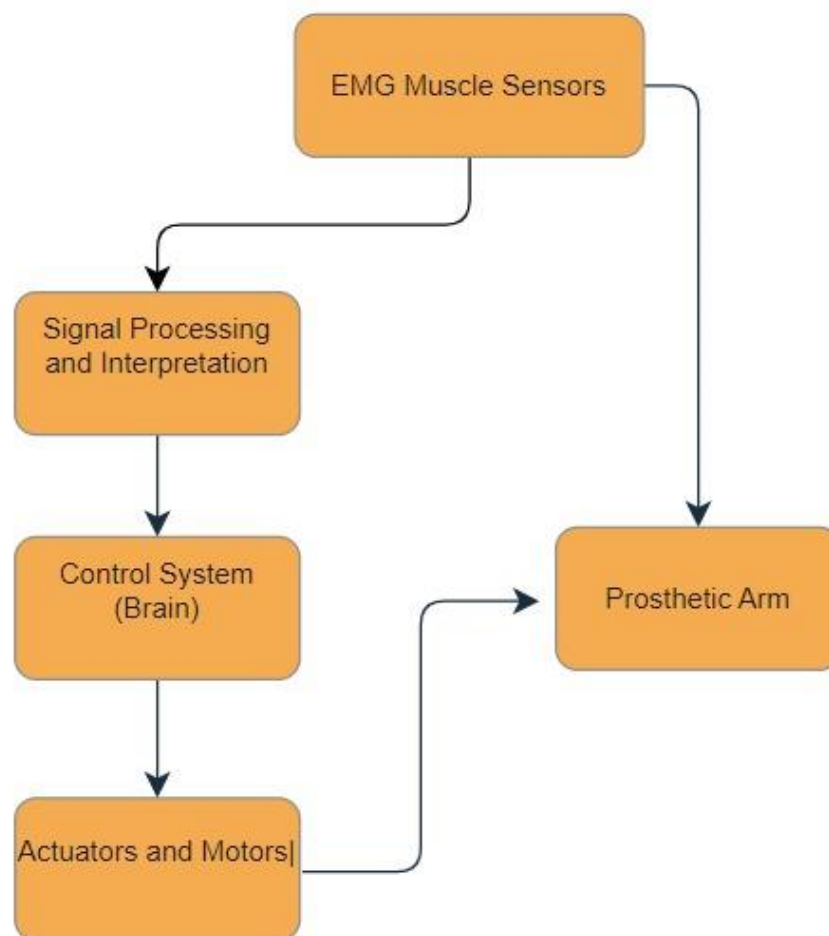 EMG Muscle Sensors
Signal Processing
and Interpretation
Control System
(Brain)
Prosthetic Arm
Actuators and Motors|